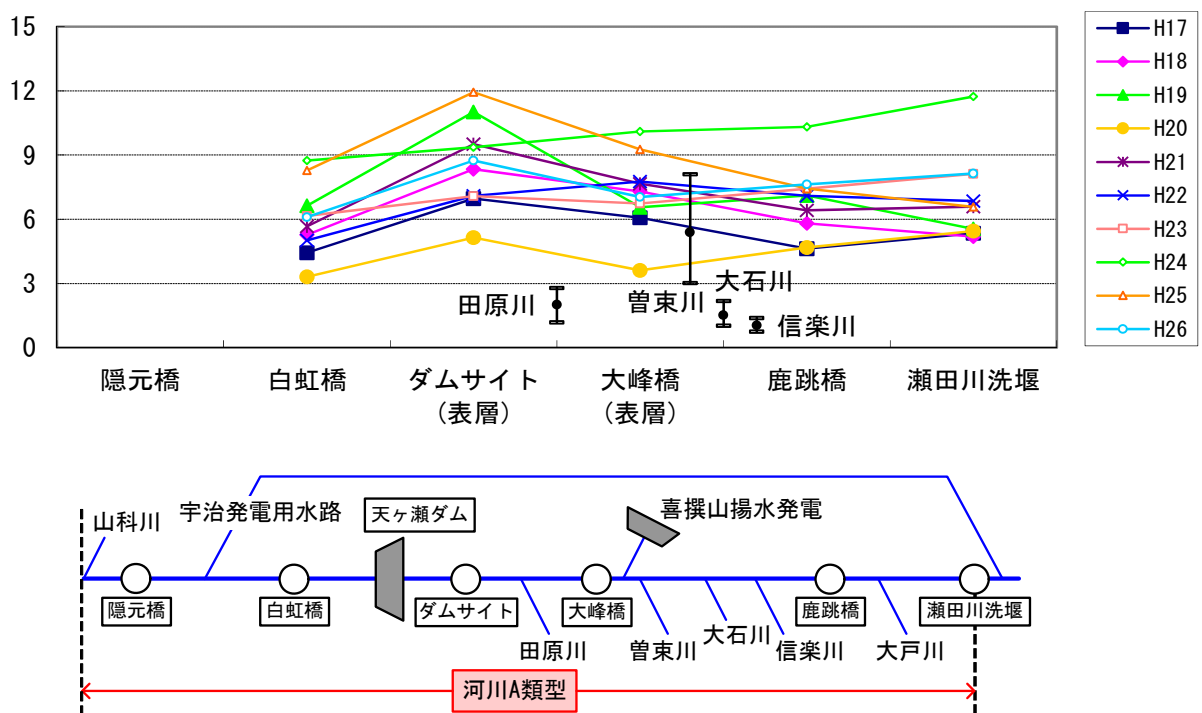 15
12
9
6
3
0
H17
H18
H19
H20
H21
H22
H23
H24
H25
H26
田原川
曽束川
大石川
信楽川
隠元橋
白虹橋
ダムサイト
(表層)
大峰橋
(表層)
鹿跳橋
瀬田川洗堰
山科川
宇治発電用水路
天ヶ瀬ダム
喜撰山揚水発電
隠元橋
白虹橋
ダムサイト
大峰橋
鹿跳橋
瀬田川洗堰
田原川
曽束川
大石川
信楽川
大戸川
河川A類型